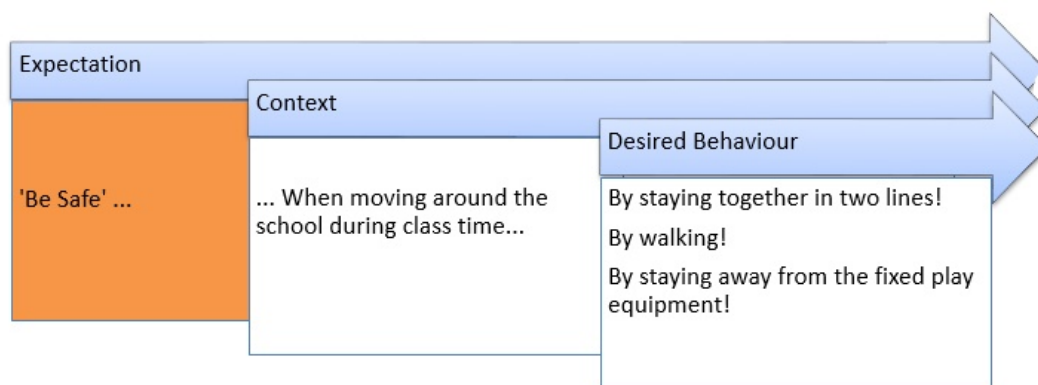 Expectation
Context
Desired Behaviour
'Be Safe' ...
... When moving around the
school during class time...
By staying together in two lines!
By walking!
By staying away from the fixed play
equipment!